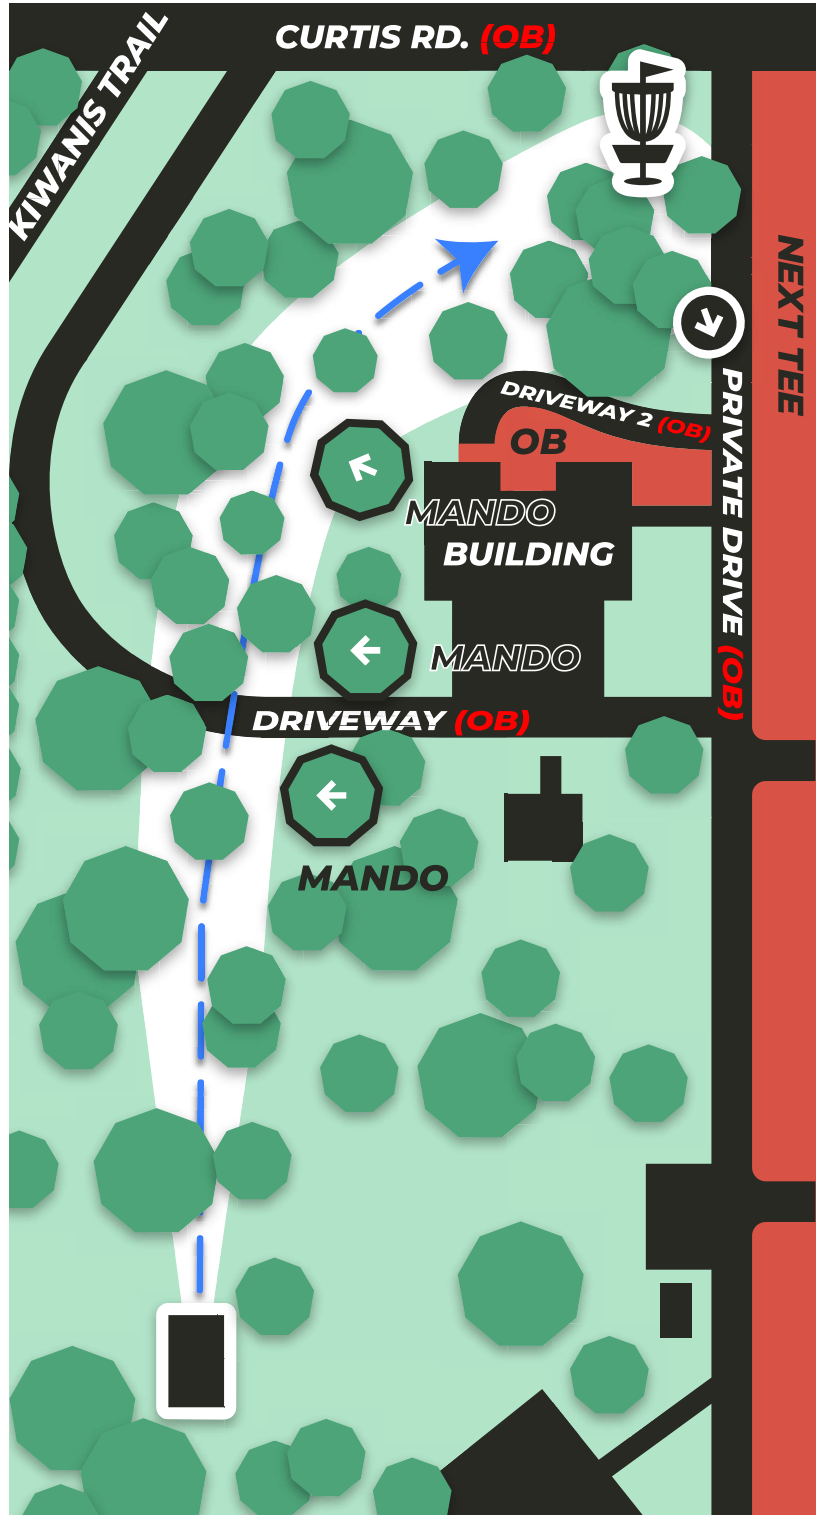 CURTIS RD. (OB)
KIWANIS TRAIL
NEXT TEE
DRIVEWAY 2 (OB)
OB
PRIVATE DRIVE (OB)
MANDO
BUILDING
MANDO
DRIVEWAY (OB)
MANDO